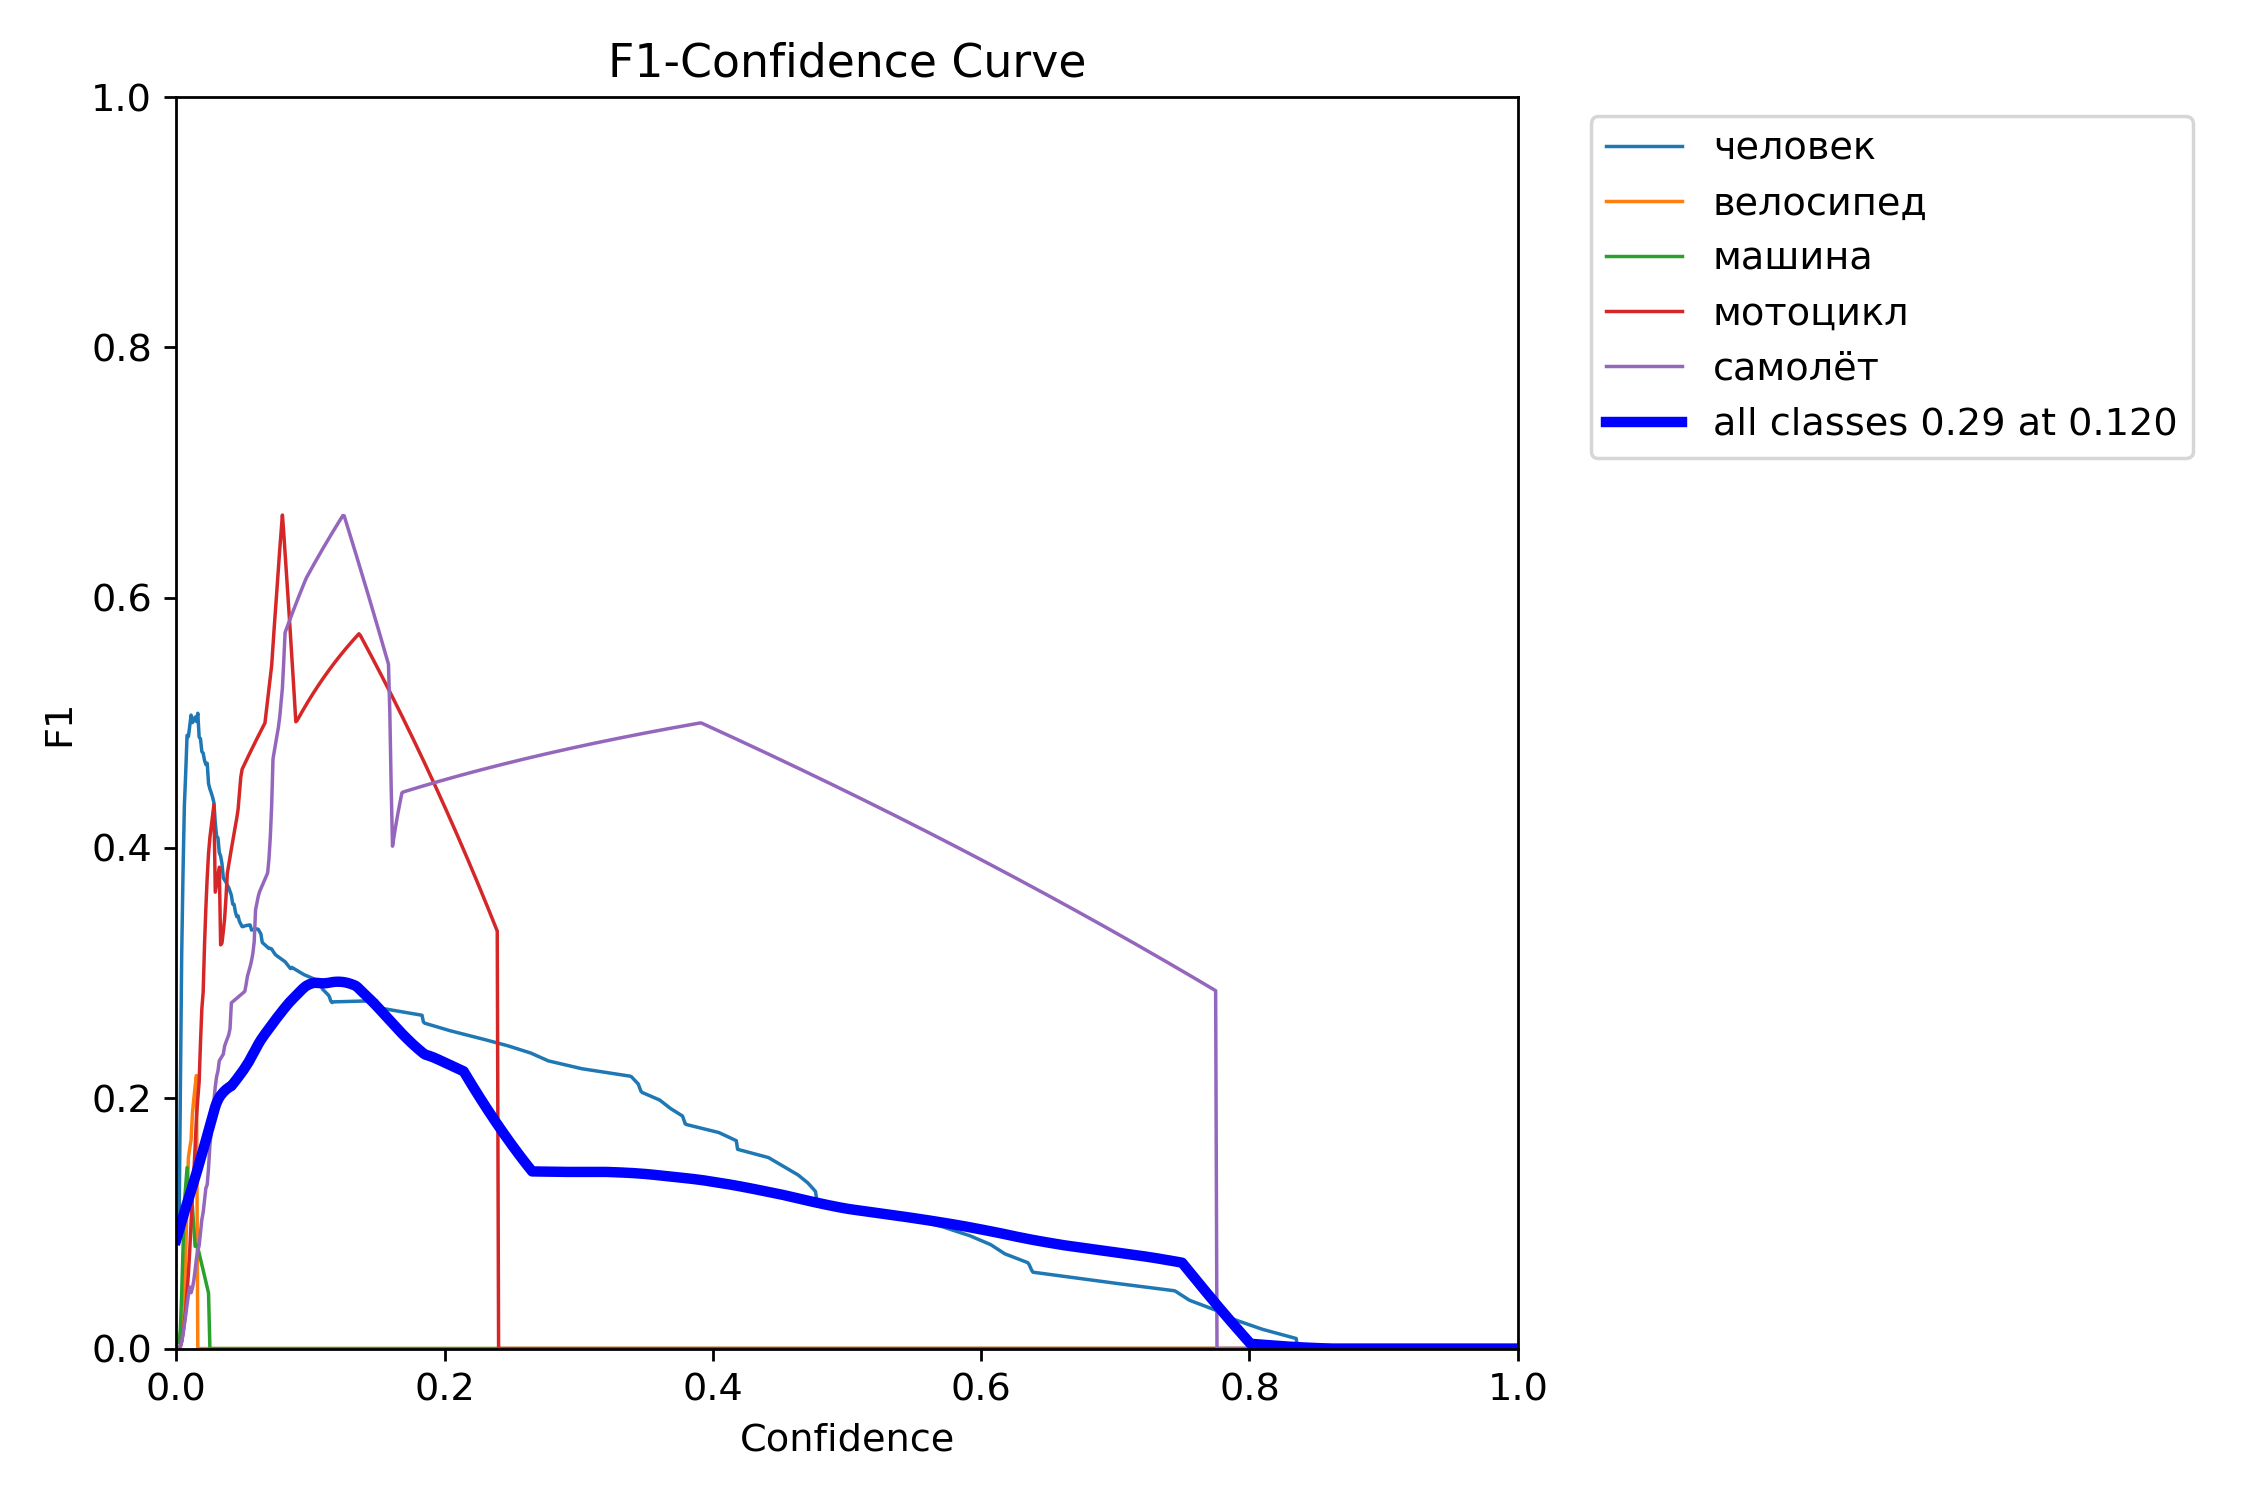 F1-Confidence Curve
1.0
0.8
0.6
0.4
0.2
0.0
F1
0.0 0.2 0.4 0.6 0.8 1.0
Confidence
человек
велосипед
машина
мотоцикл
самолёт
all classes 0.29 at 0.120